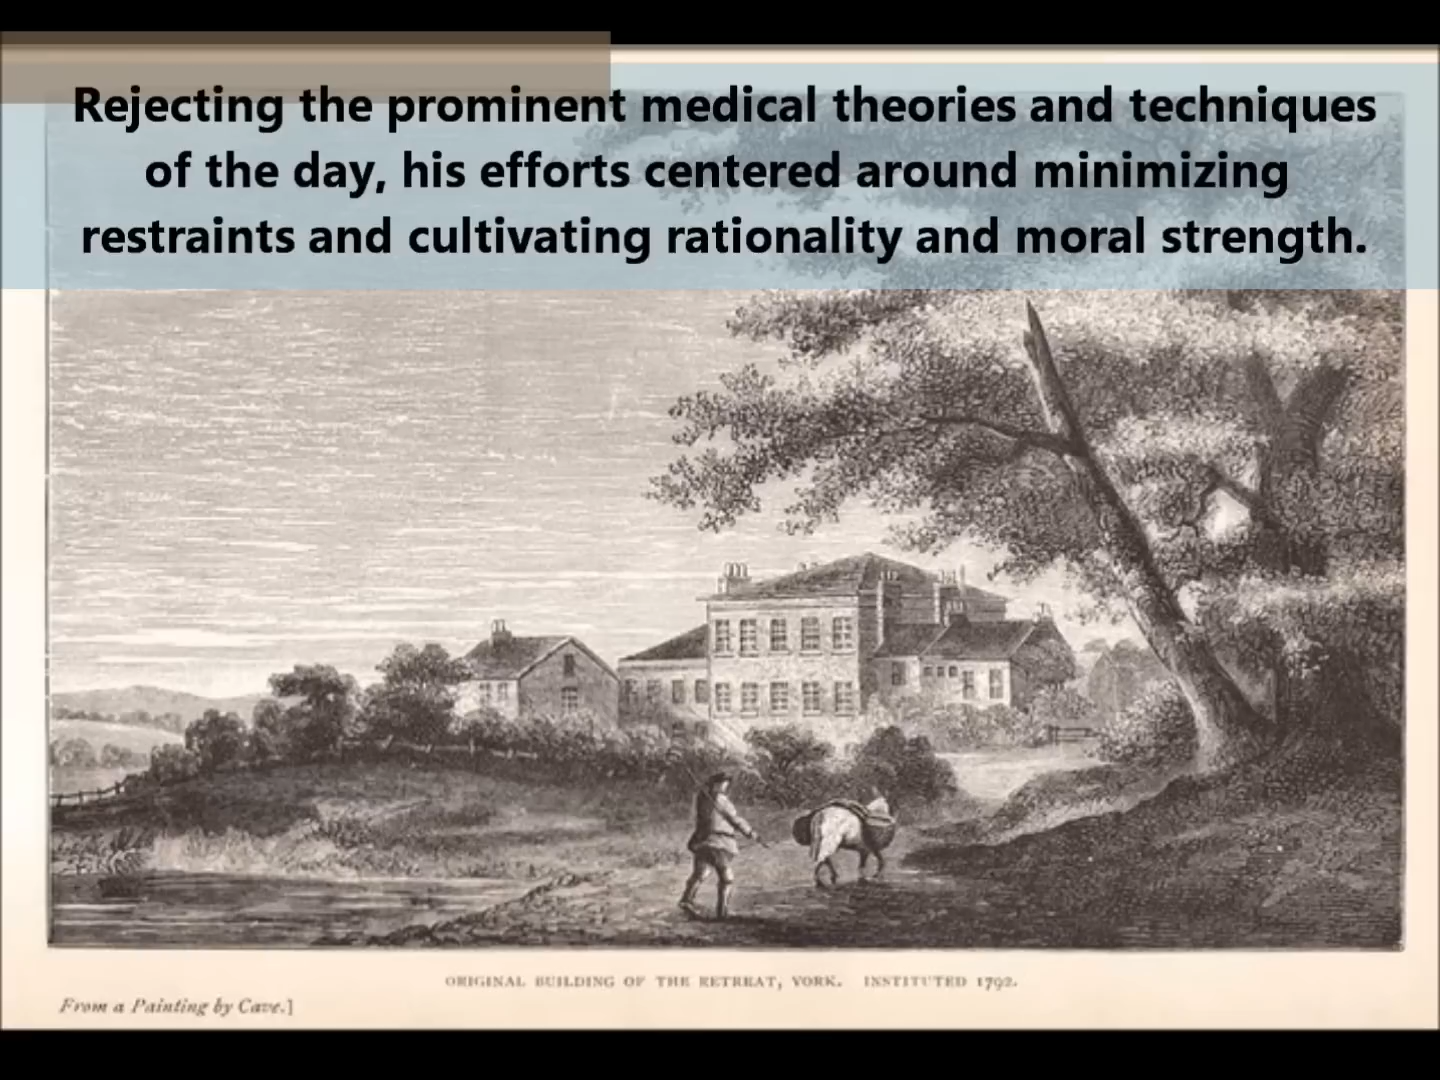 Rejecting the prominent medical theories and techniques
of the day, his efforts centered around minimizing
restraints and cultivating rationality and moral strength.
ORIGINAL BUILDING OF THE RETREAT, YORK. INSTITUTED 1792.
From a Painting by Cave.]